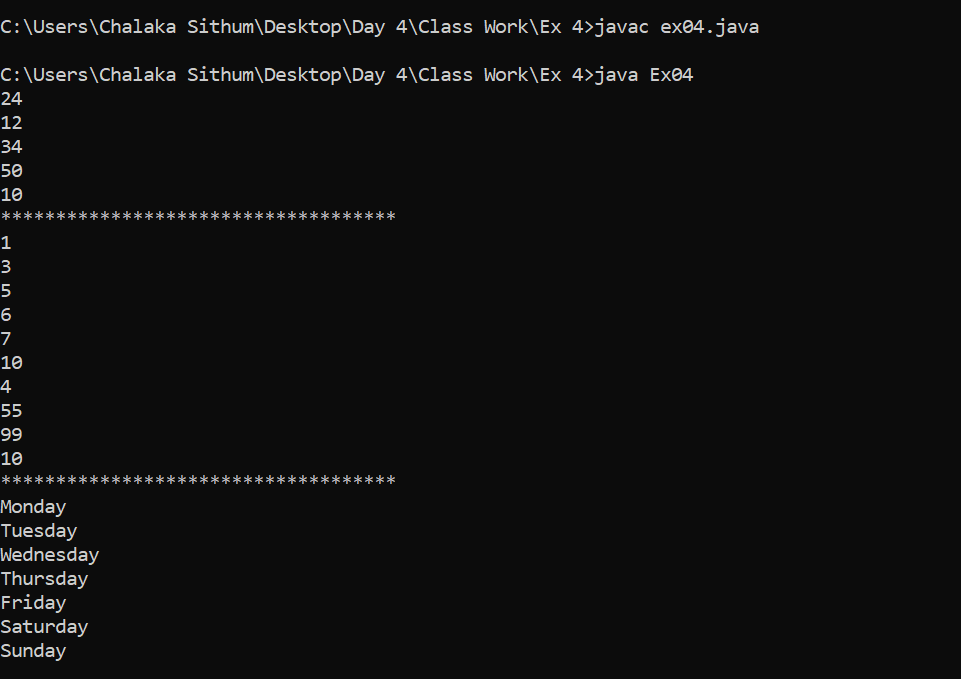 C:\Users\Chalaka Sithum\Desktop\Day 4\Class Work\Ex 4>javac ex04.java
C:\Users\Chalaka Sithum\Desktop\Day 4\Class Work\Ex 4>java Ex04
24
12
34
50
10
************************************
1
3
5
6
7
10
4
55
99
10
************************************
Monday
Tuesday
Wednesday
Thursday
Friday
Saturday
Sunday